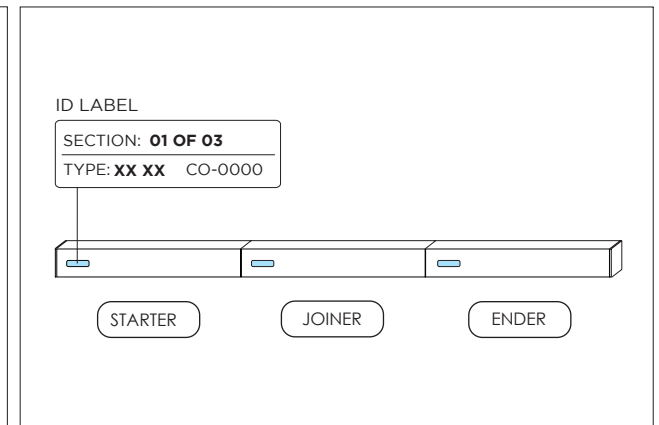 ID LABEL
SECTION: 01 OF 03
TYPE: XX XX CO-0000
STARTER
JOINER
ENDER